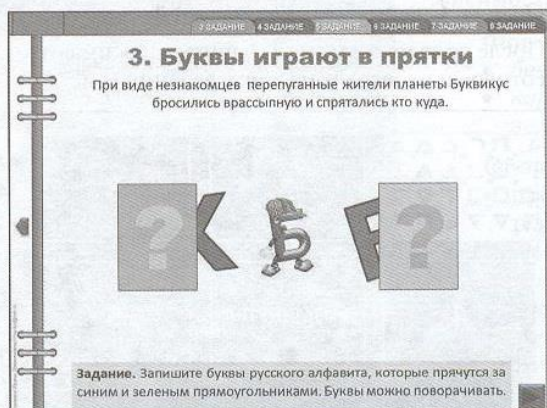 3 ЗАДАНИЕ 4 ЗАДАНИЕ 5 ЗАДАНИЕ 6 ЗАДАНИЕ 7 ЗАДАНИЕ 8 ЗАДАНИЕ
3. Буквы играют в прятки
При виде незнакомцев перепуганные жители планеты Буквикус
бросились врассыпную и спрятались кто куда.
? К Б ?
Задание. Запишите буквы русского алфавита, которые прячутся за
синим и зеленым прямоугольниками. Буквы можно поворачивать.